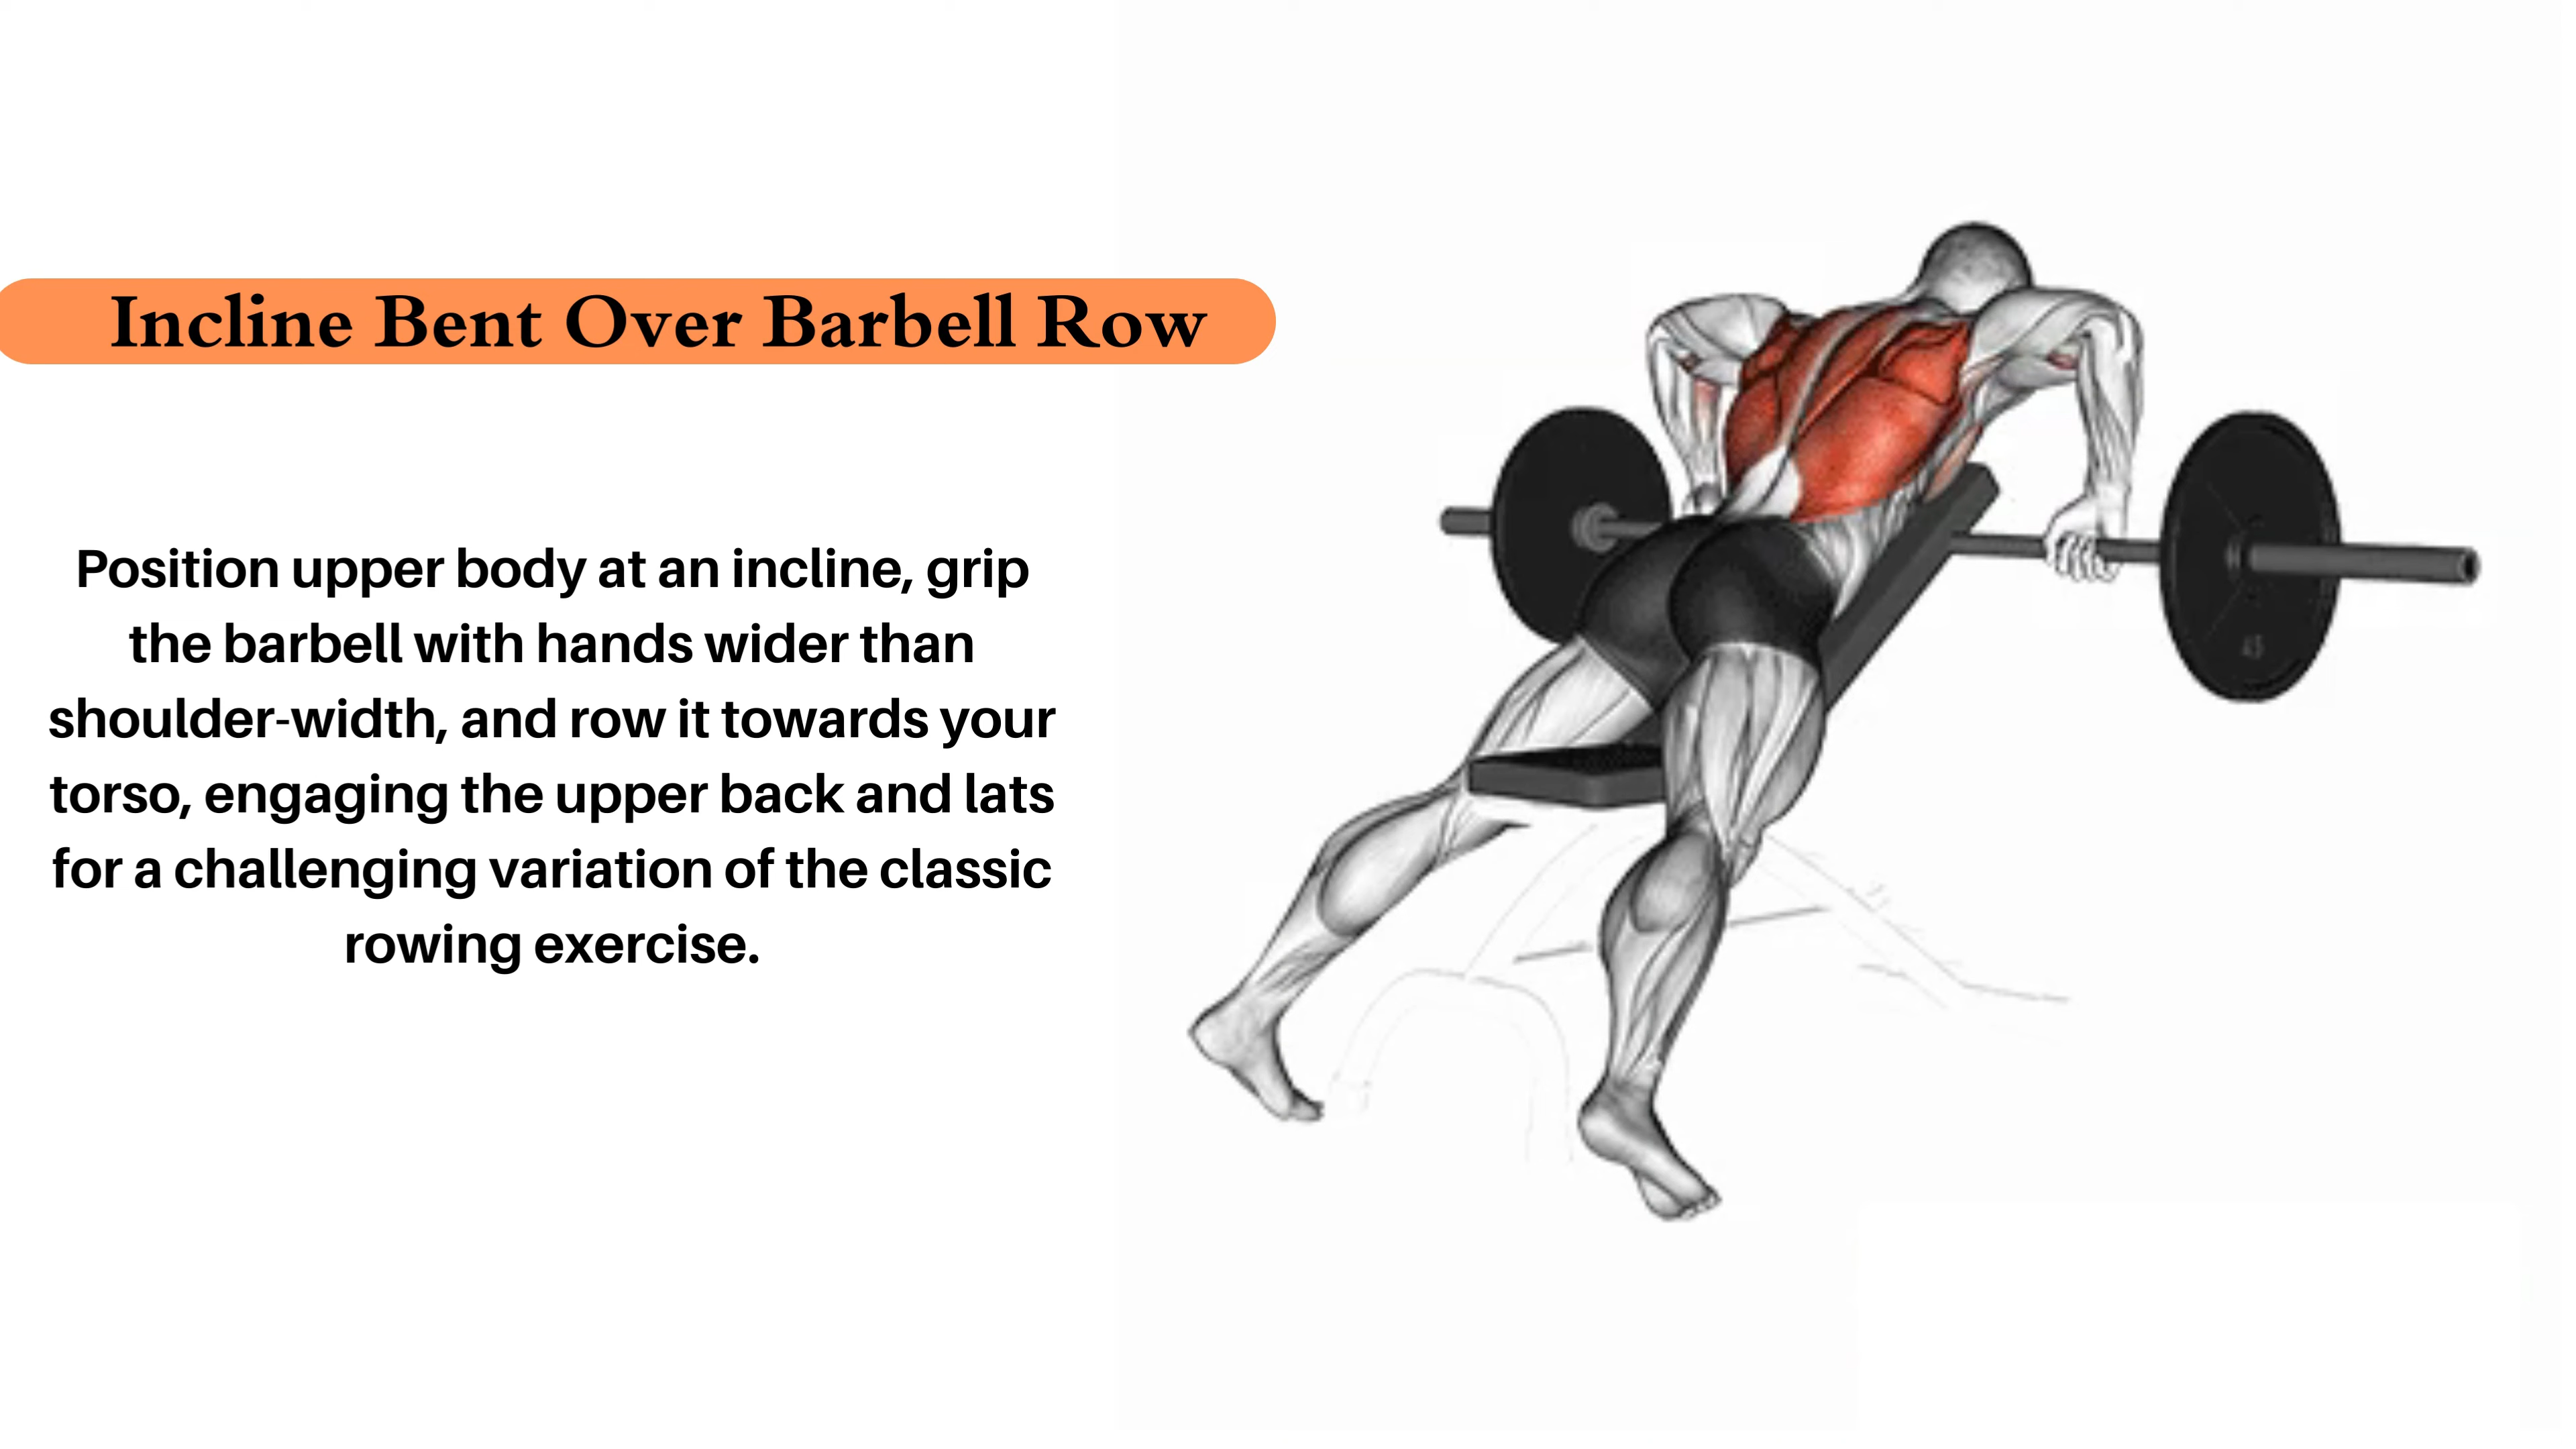 Incline Bent Over Barbell Row
Position upper body at an incline, grip
the barbell with hands wider than
shoulder-width, and row it towards your
torso, engaging the upper back and lats
for a challenging variation of the classic
rowing exercise.
45